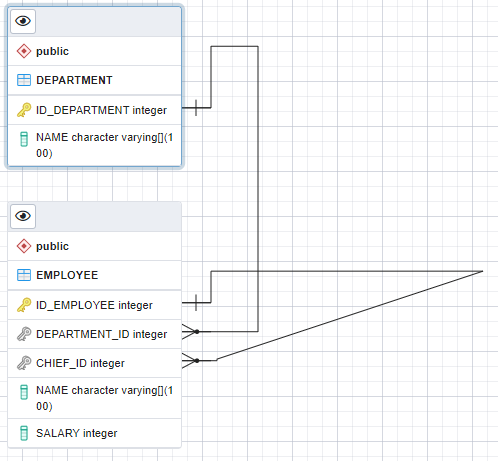 public
DEPARTMENT
ID_DEPARTMENT integer
NAME character varying[](1
00)
public
EMPLOYEE
ID_EMPLOYEE integer
DEPARTMENT_ID integer
CHIEF_ID integer
NAME character varying[](1
00)
SALARY integer